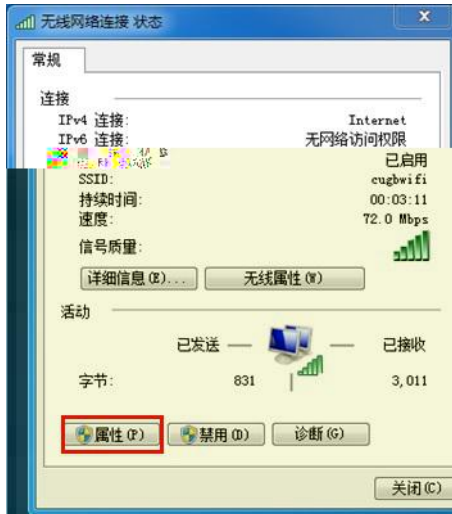 无线网络连接 状态
常规
连接
IPv4 连接: Internet
IPv6 连接: 无网络访问权限
已启用
SSID: cugbwifi
持续时间: 00:03:11
速度: 72.0 Mbps
信号质量:
详细信息(E)... 无线属性(W)
活动
已发送 — — 已接收
字节: 831 3,011
属性(P) 禁用(D) 诊断(G)
关闭(C)